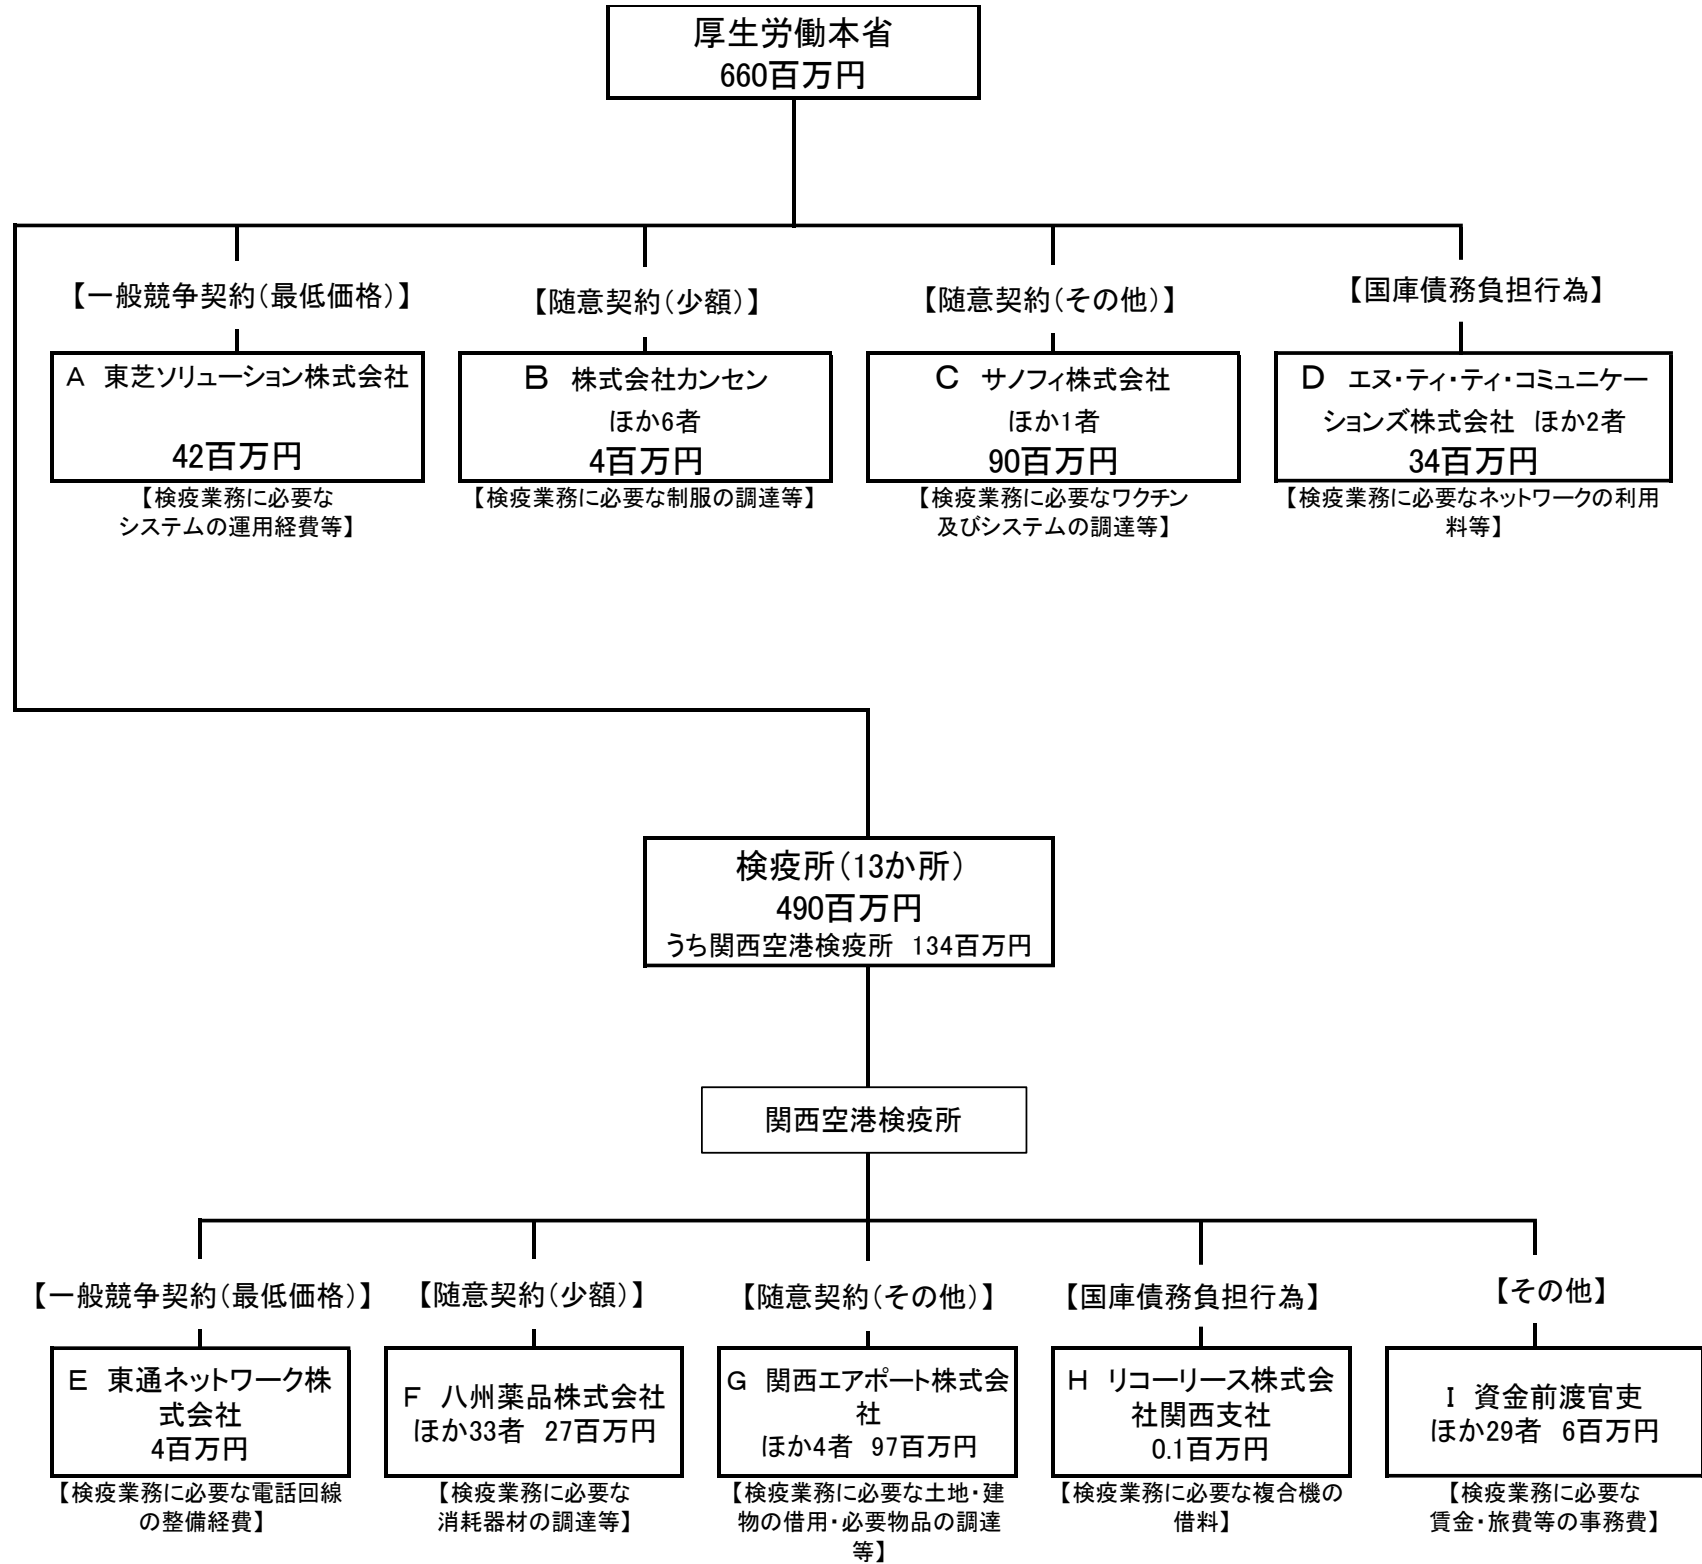 厚生労働本省
660百万円
【一般競争契約(最低価格)】
【随意契約(少額)】
【随意契約(その他)】
【国庫債務負担行為】
A　東芝ソリューション株式会社
42百万円
【検疫業務に必要な
システムの運用経費等】
B　株式会社カンセン
ほか6者
4百万円
【検疫業務に必要な制服の調達等】
C　サノフィ株式会社
ほか1者
90百万円
【検疫業務に必要なワクチン
及びシステムの調達等】
D　エヌ・ティ・ティ・コミュニケー
ションズ株式会社　ほか2者
34百万円
【検疫業務に必要なネットワークの利用
料等】
検疫所(13か所)
490百万円
うち関西空港検疫所　134百万円
関西空港検疫所
【一般競争契約(最低価格)】
【随意契約(少額)】
【随意契約(その他)】
【国庫債務負担行為】
【その他】
E　東通ネットワーク株
式会社
4百万円
【検疫業務に必要な電話回線
の整備経費】
F　八州薬品株式会社
ほか33者　27百万円
【検疫業務に必要な
消耗器材の調達等】
G　関西エアポート株式会
社
ほか4者　97百万円
【検疫業務に必要な土地・建
物の借用・必要物品の調達
等】
H　リコーリース株式会
社関西支社
0.1百万円
【検疫業務に必要な複合機の
借料】
I　資金前渡官吏
ほか29者　6百万円
【検疫業務に必要な
賃金・旅費等の事務費】